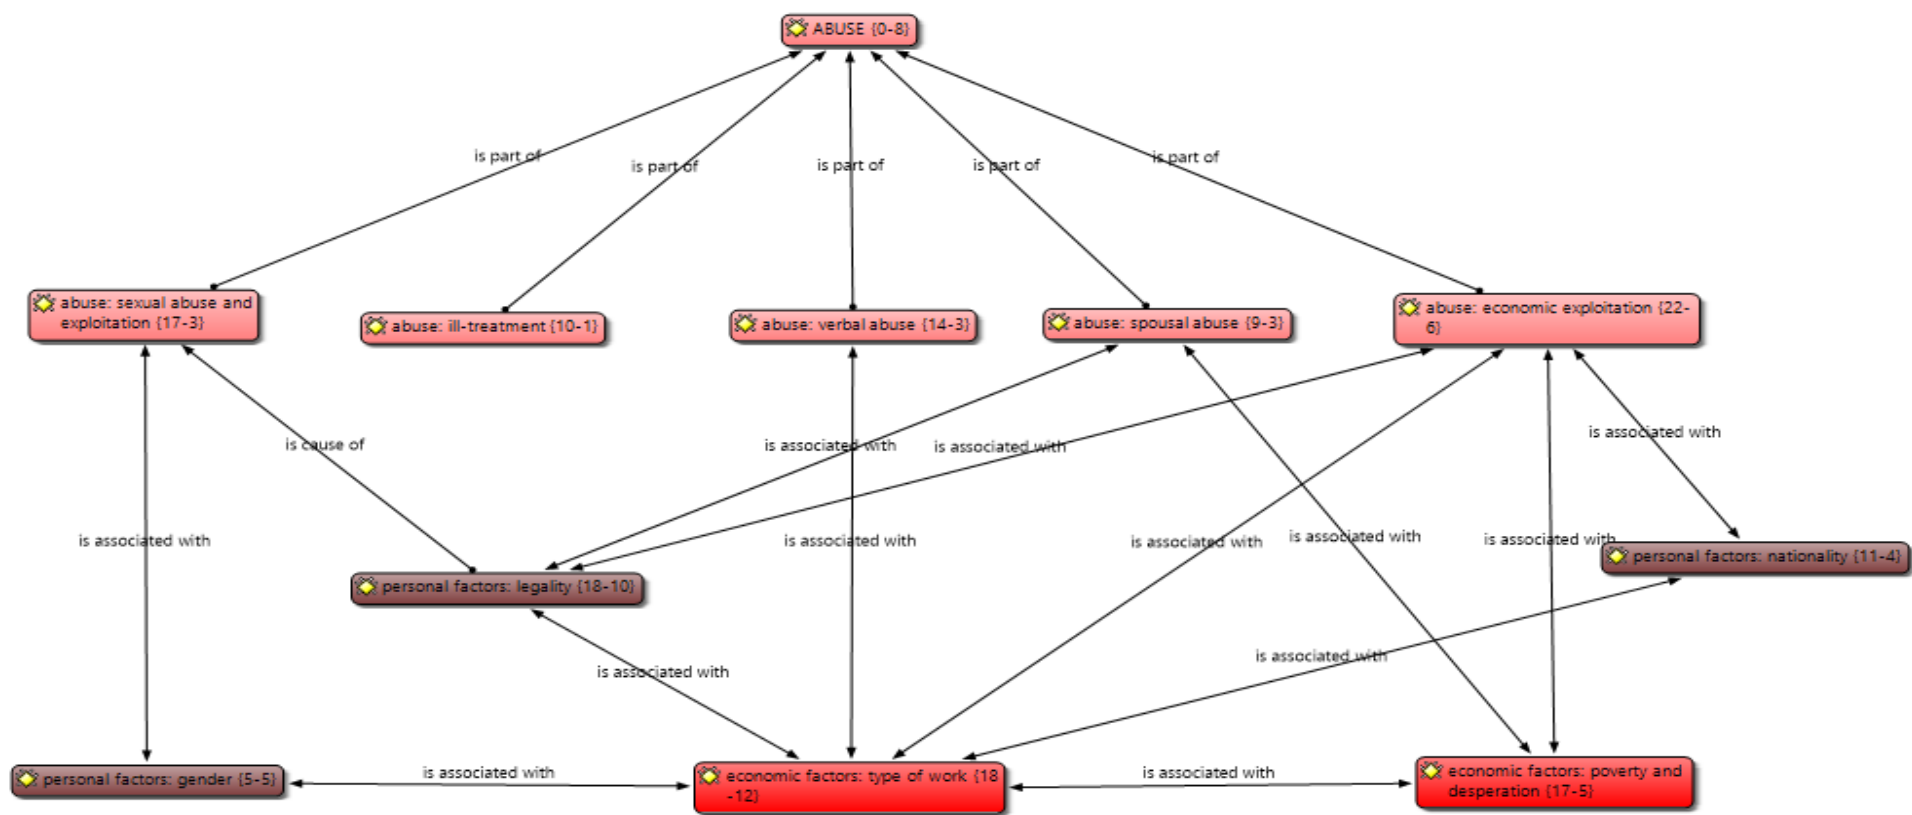 ABUSE {0-8}
is part of
is part of
is part of
is part of
is part of
abuse: sexual abuse and
exploitation {17-3}
abuse: ill-treatment {10-1}
abuse: verbal abuse {14-3}
abuse: spousal abuse {9-3}
abuse: economic exploitation {22-
6}
is cause of
is associated with
is associated with
is associated with
is associated with
is associated with
is associated with
is associated with
is associated with
personal factors: legality {18-10}
personal factors: nationality {11-4}
is associated with
is associated with
personal factors: gender {5-5}
is associated with
economic factors: type of work {18
-12}
is associated with
economic factors: poverty and
desperation {17-5}